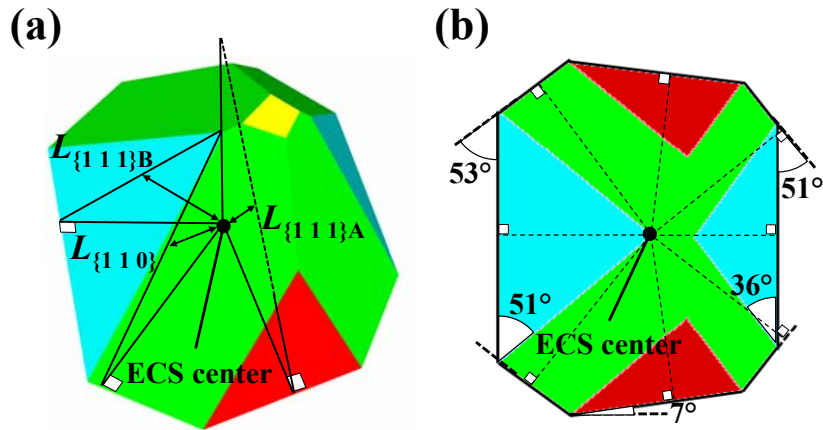 (a)
L{1 1 1}B
L{1 1 1}A
L{1 1 0}
ECS center
(b)
53°
51°
51°
36°
ECS center
7°